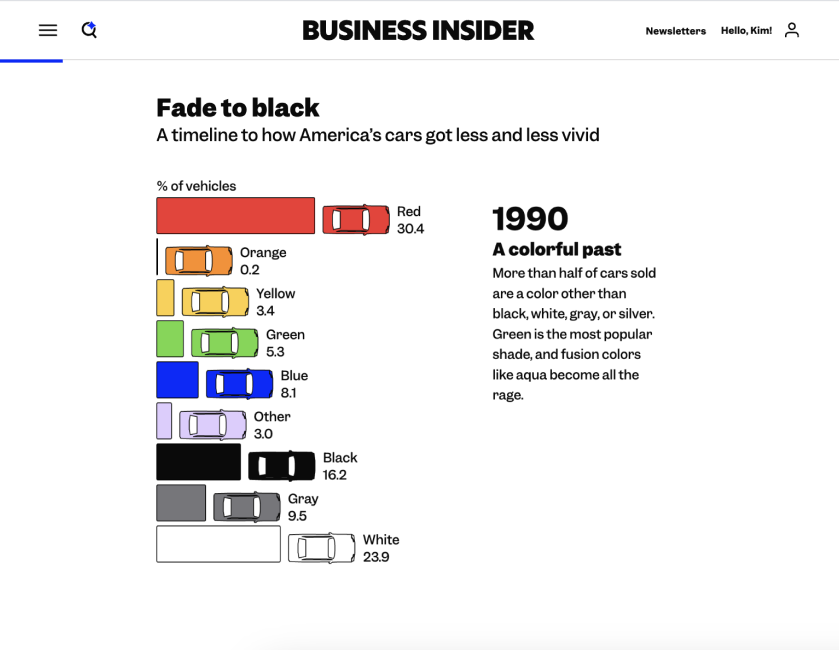 BUSINESS INSIDER
Newsletters
Hello, Kim!
Fade to black
A timeline to how America's cars got less and less vivid
% of vehicles
Red
30.4
Orange
0.2
Yellow
3.4
Green
5.3
Blue
8.1
Other
3.0
Black
16.2
Gray
9.5
White
23.9
1990
A colorful past
More than half of cars sold
are a color other than
black, white, gray, or silver.
Green is the most popular
shade, and fusion colors
like aqua become all the
rage.